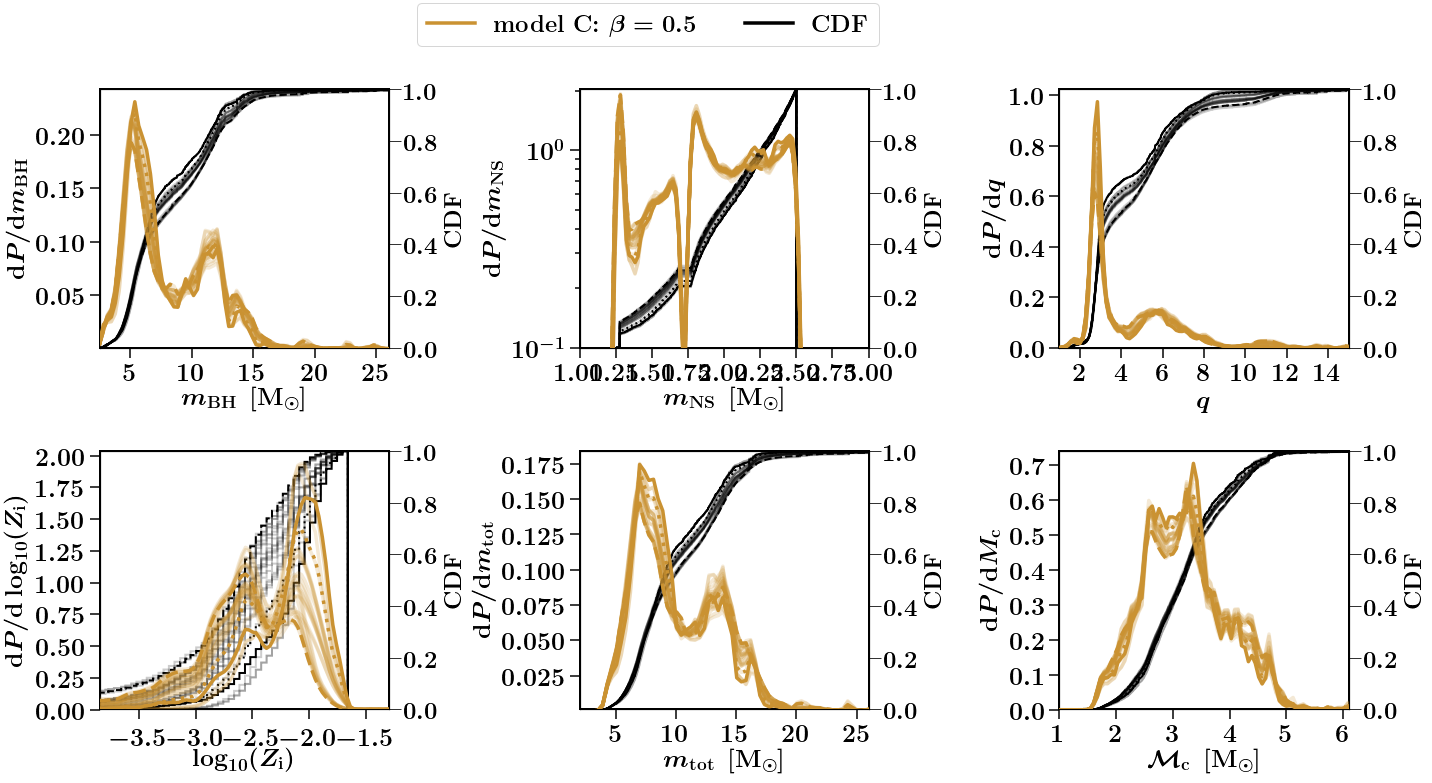 model C: β = 0.5 CDF
dP/dm_BH
0.05
0.10
0.15
0.20
5 10 15 20 25
m_BH [M⊙]
0.0
0.2
0.4
0.6
0.8
1.0
CDF
dP/dm_NS
10⁻¹
10⁰
1.00 1.25 1.50 1.75 2.00 2.25 2.50 2.75 3.00
m_NS [M⊙]
0.0
0.2
0.4
0.6
0.8
1.0
CDF
dP/dq
0.0
0.2
0.4
0.6
0.8
1.0
2 4 6 8 10 12 14
q
0.0
0.2
0.4
0.6
0.8
1.0
CDF
dP/d log₁₀(Z_i)
0.00
0.25
0.50
0.75
1.00
1.25
1.50
1.75
2.00
−3.5 −3.0 −2.5 −2.0 −1.5
log₁₀(Z_i)
0.0
0.2
0.4
0.6
0.8
1.0
CDF
dP/dm_tot
0.025
0.050
0.075
0.100
0.125
0.150
0.175
5 10 15 20 25
m_tot [M⊙]
0.0
0.2
0.4
0.6
0.8
1.0
CDF
dP/dM_c
0.0
0.1
0.2
0.3
0.4
0.5
0.6
0.7
1 2 3 4 5 6
ℳ_c [M⊙]
0.0
0.2
0.4
0.6
0.8
1.0
CDF